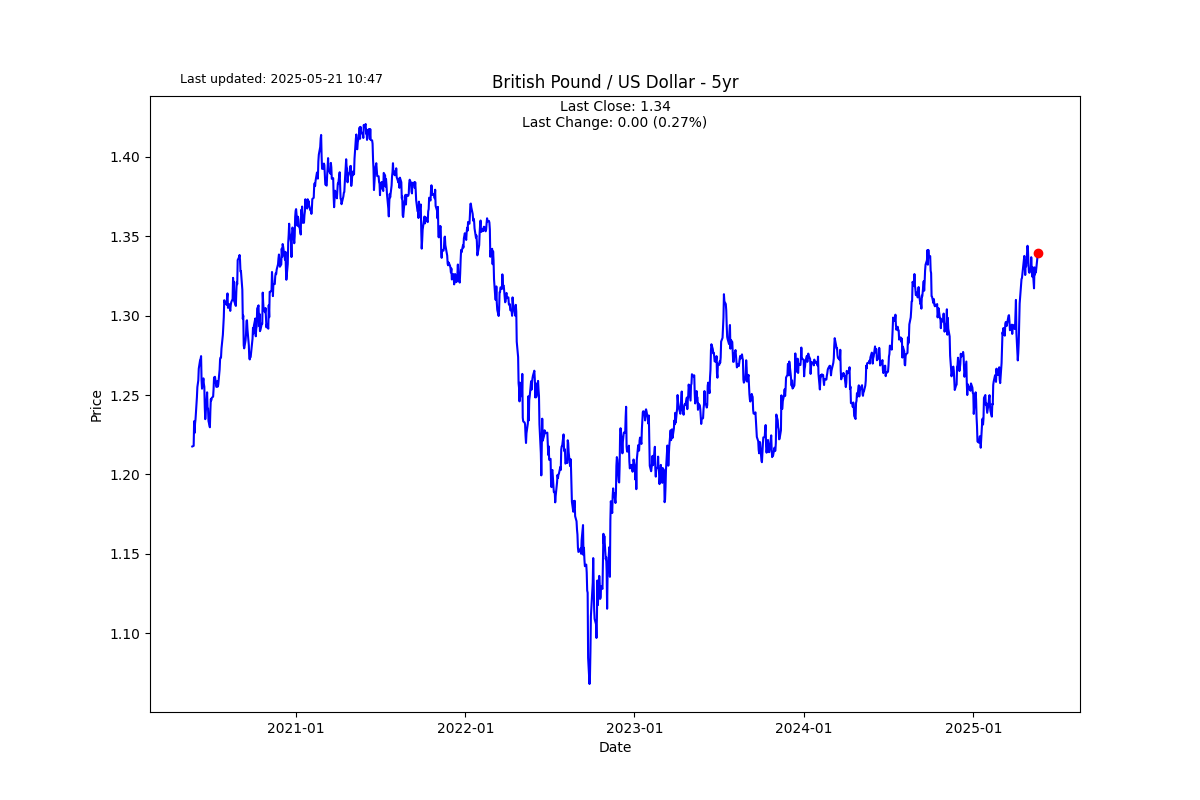 Last updated: 2025-05-21 10:47
British Pound / US Dollar - 5yr
Last Close: 1.34
Last Change: 0.00 (0.27%)
1.40
1.35
1.30
1.25
1.20
1.15
1.10
Price
2021-01
2022-01
2023-01
2024-01
2025-01
Date